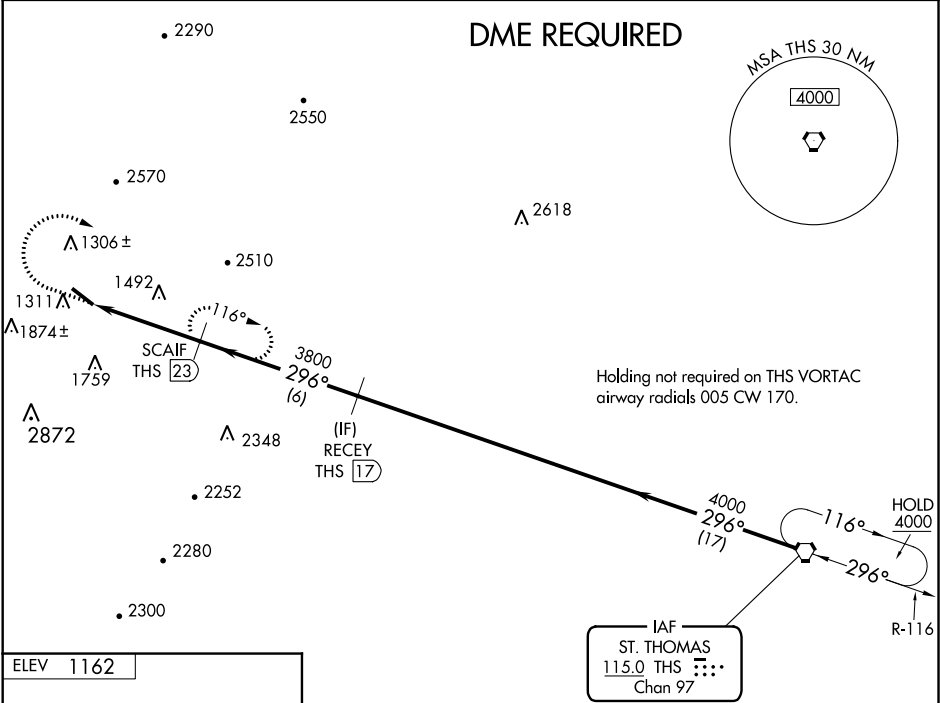 DME REQUIRED
2290
MSA THS 30 NM
4000
2550
2570
2618
1306 ±
2510
1492
1311
1874 ±
116°
SCAIF
THS 23
3800
296°
(6)
1759
Holding not required on THS VORTAC
airway radials 005 CW 170.
2872
(IF)
RECEY
THS 17
2348
2252
4000
296°
(17)
HOLD
4000
116°
296°
2280
R-116
2300
IAF
ST. THOMAS
115.0 THS
Chan 97
ELEV 1162